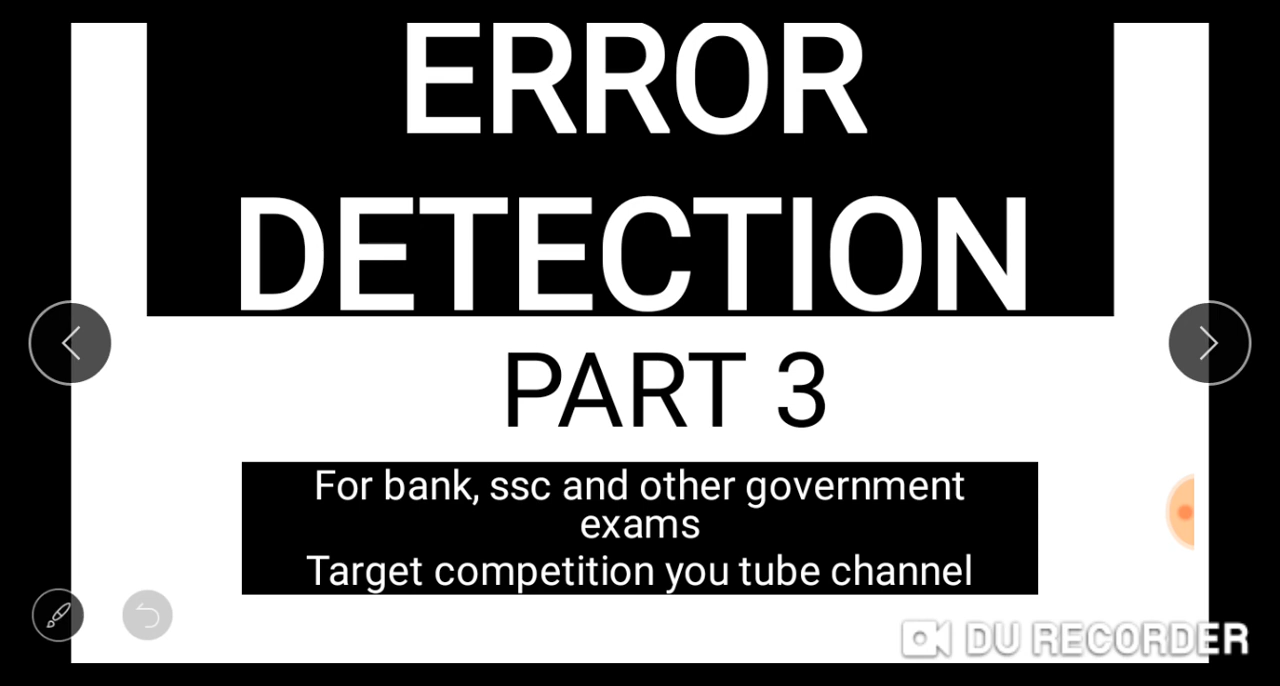 ERROR
DETECTION
PART 3
For bank, ssc and other government
exams
Target competition you tube channel
DU RECORDER